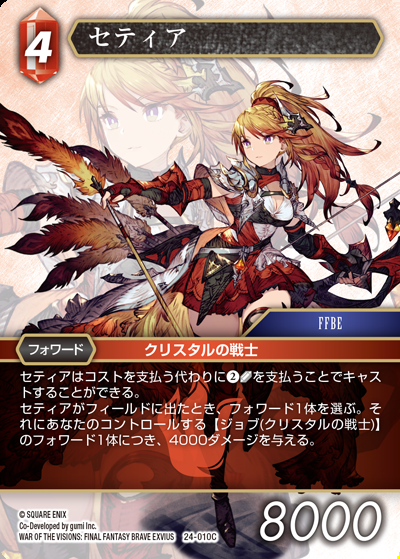 4
セティア
FFBE
フォワード
クリスタルの戦士
セティアはコストを支払う代わりに2を支払うことでキャス
トすることができる。
セティアがフィールドに出たとき、フォワード1体を選ぶ。そ
れにあなたのコントロールする【ジョブ(クリスタルの戦士)】
のフォワード1体につき、4000ダメージを与える。
© SQUARE ENIX
Co-Developed by gumi Inc.
WAR OF THE VISIONS: FINAL FANTASY BRAVE EXVIUS
24-010C
8000